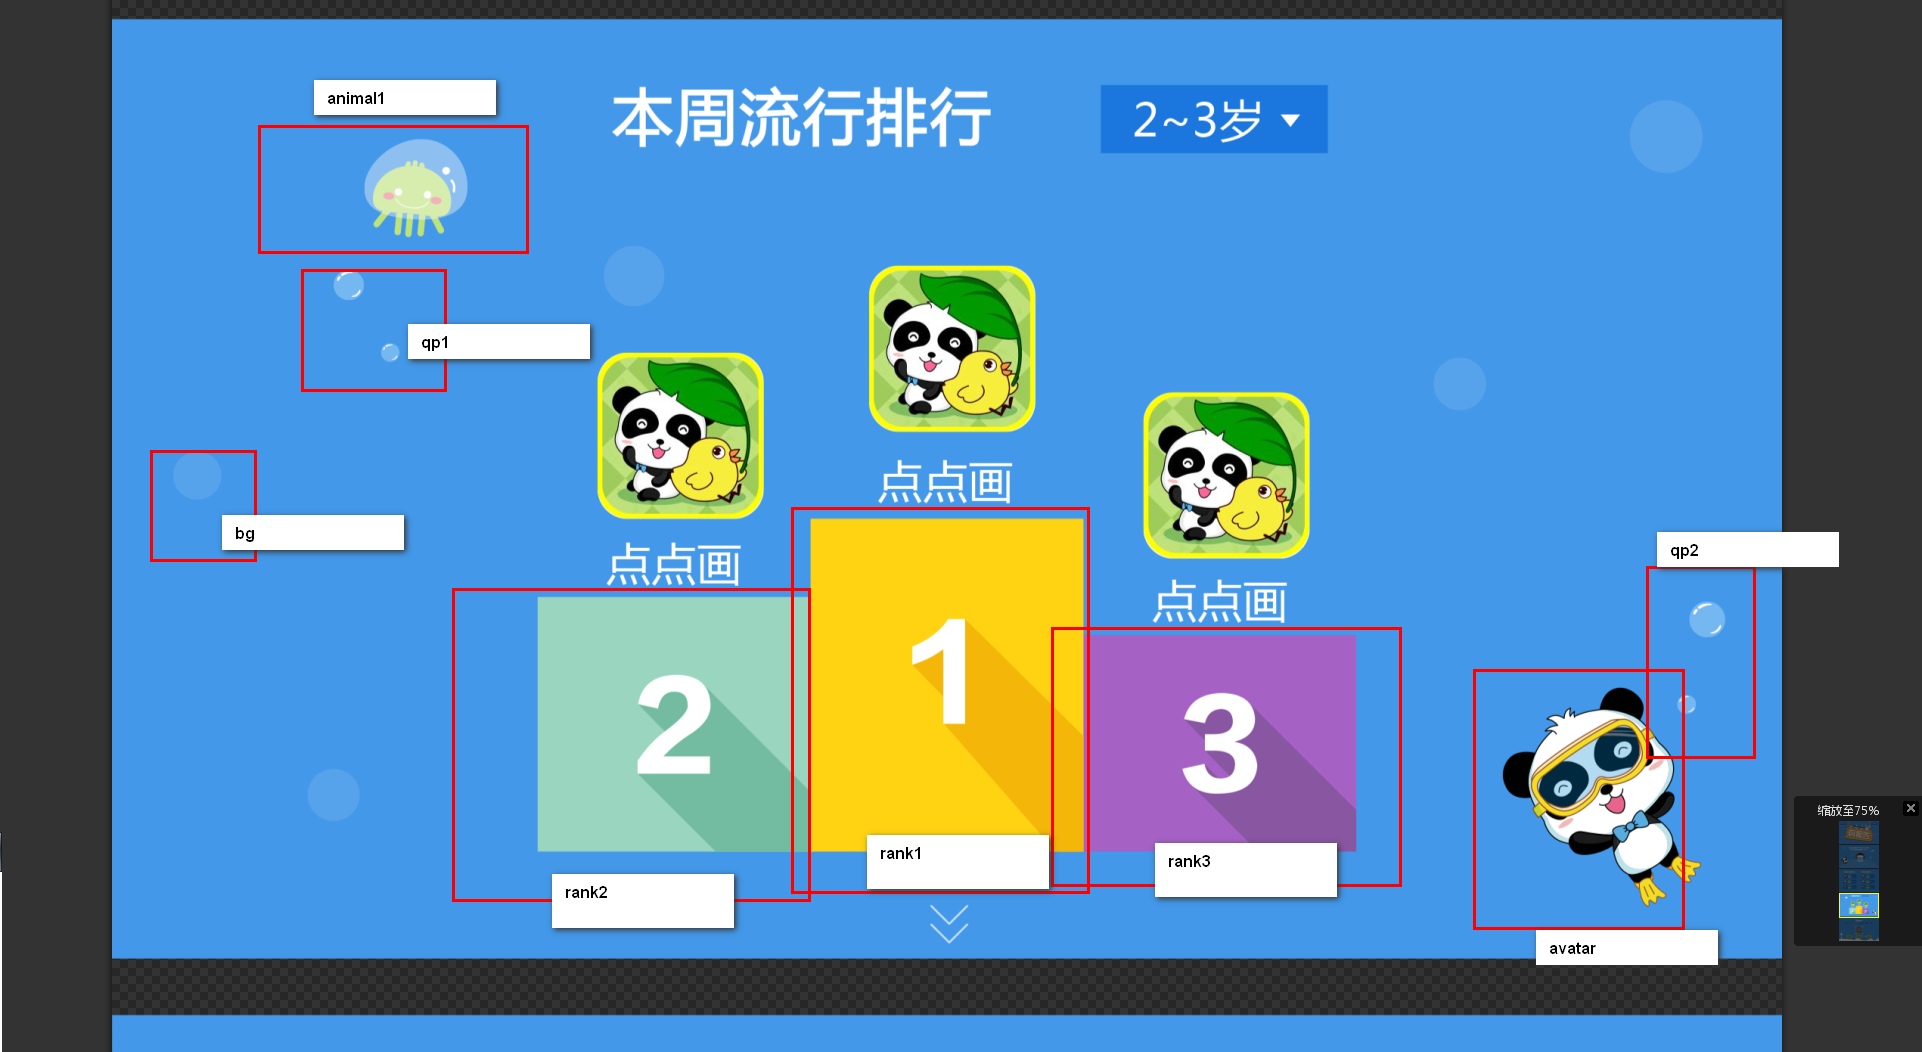 animal1
本周流行排行
2~3岁
qp1
点点画
bg
qp2
点点画
点点画
1
2
3
缩放至75%
rank1
rank3
rank2
avatar